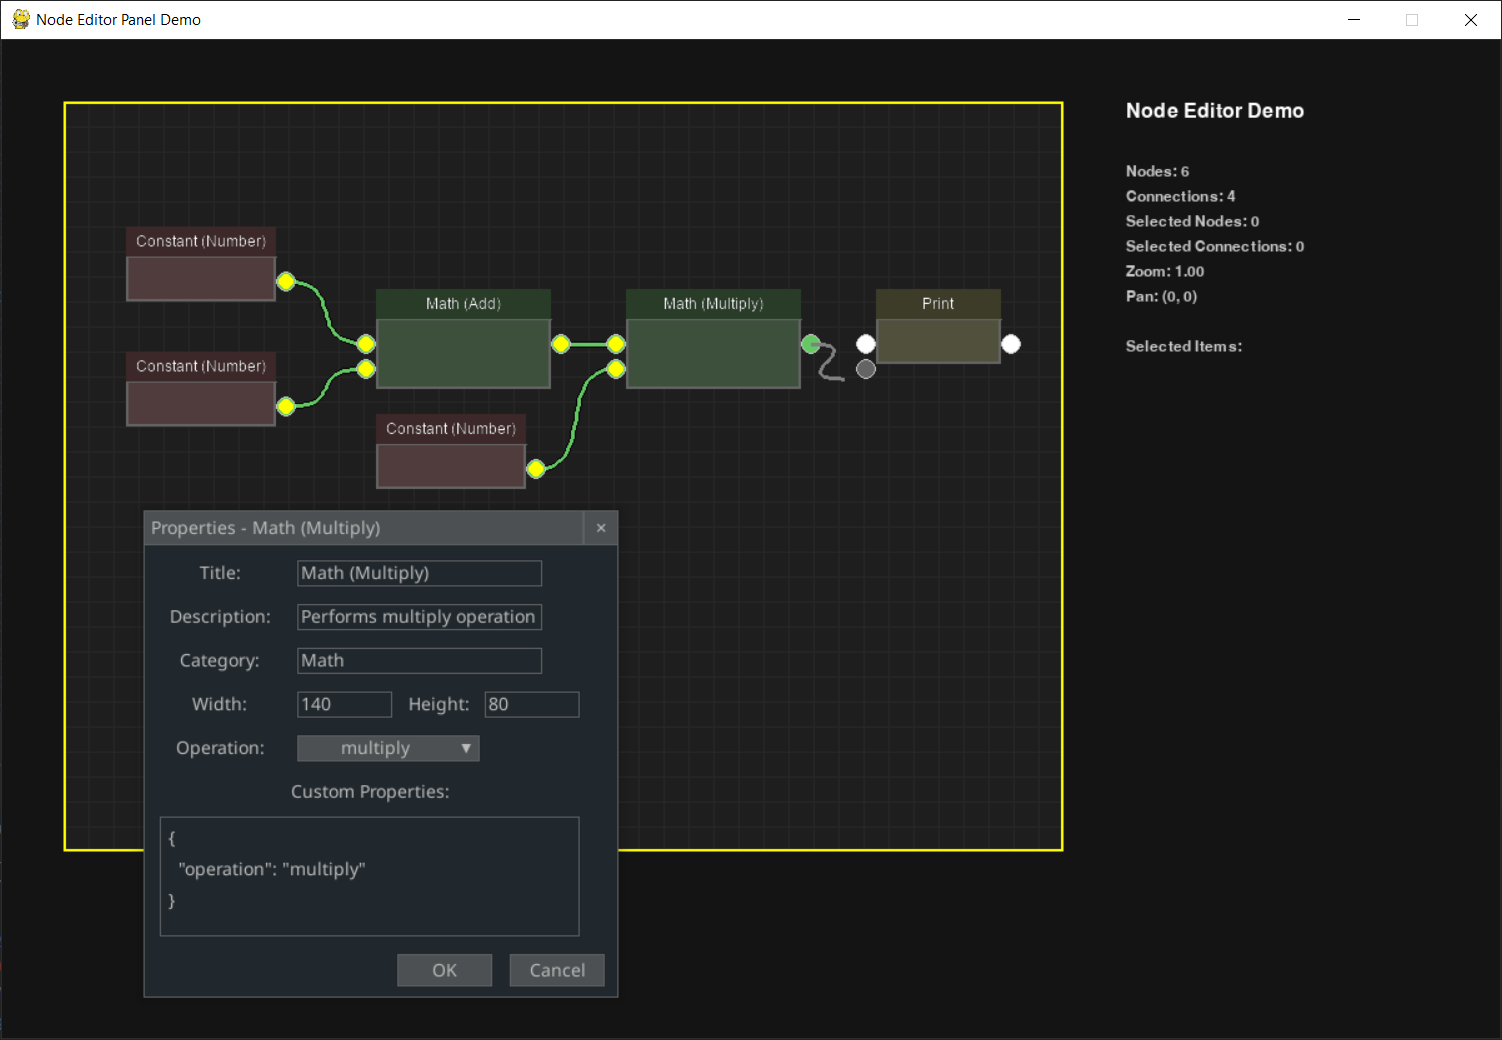 Node Editor Panel Demo
Node Editor Demo
Nodes: 6
Connections: 4
Selected Nodes: 0
Selected Connections: 0
Zoom: 1.00
Pan: (0, 0)
Selected Items:
Constant (Number)
Math (Add)
Math (Multiply)
Print
Constant (Number)
Constant (Number)
Properties - Math (Multiply)
×
Title: Math (Multiply)
Description: Performs multiply operation
Category: Math
Width: 140 Height: 80
Operation: multiply ▼
Custom Properties:
{
"operation": "multiply"
}
OK Cancel